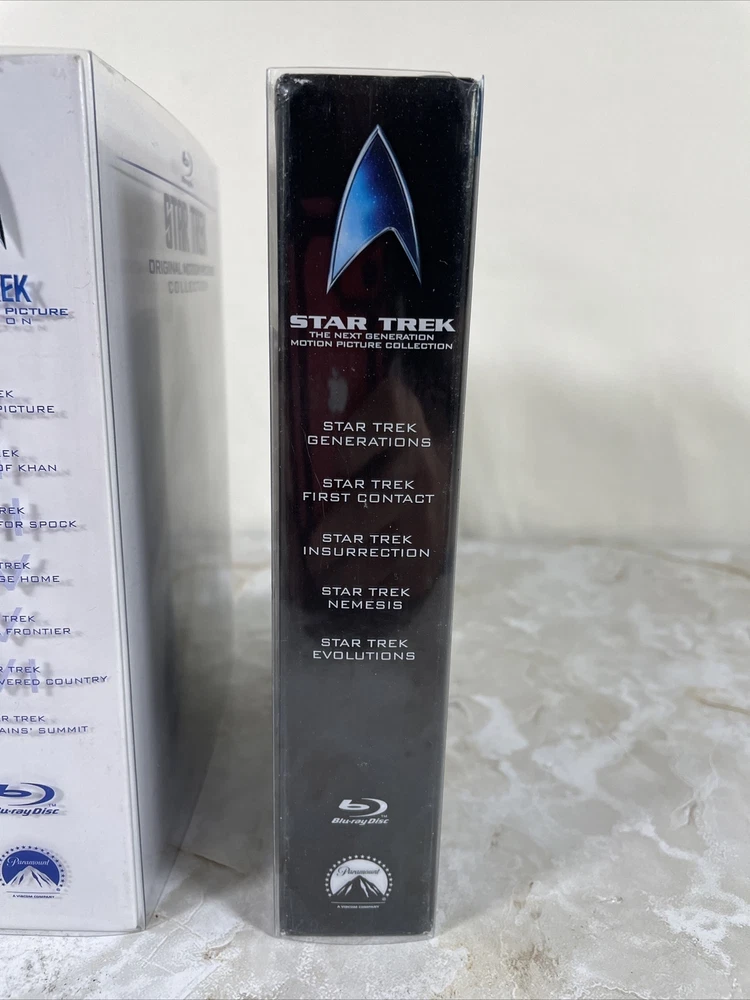 EK
PICTURE
ON
EK
PICTURE
EK
OF KHAN
REK
FOR SPOCK
TREK
GE HOME
TREK
FRONTIER
TREK
VERED COUNTRY
R TREK
AINS' SUMMIT
Blu-ray Disc
Paramount
A VIACOM COMPANY
STAR TREK
ORIGINAL MOTION PICTURE
COLLECTION
STAR TREK
THE NEXT GENERATION
MOTION PICTURE COLLECTION
STAR TREK
GENERATIONS
STAR TREK
FIRST CONTACT
STAR TREK
INSURRECTION
STAR TREK
NEMESIS
STAR TREK
EVOLUTIONS
Blu-ray Disc
Paramount
A VIACOM COMPANY